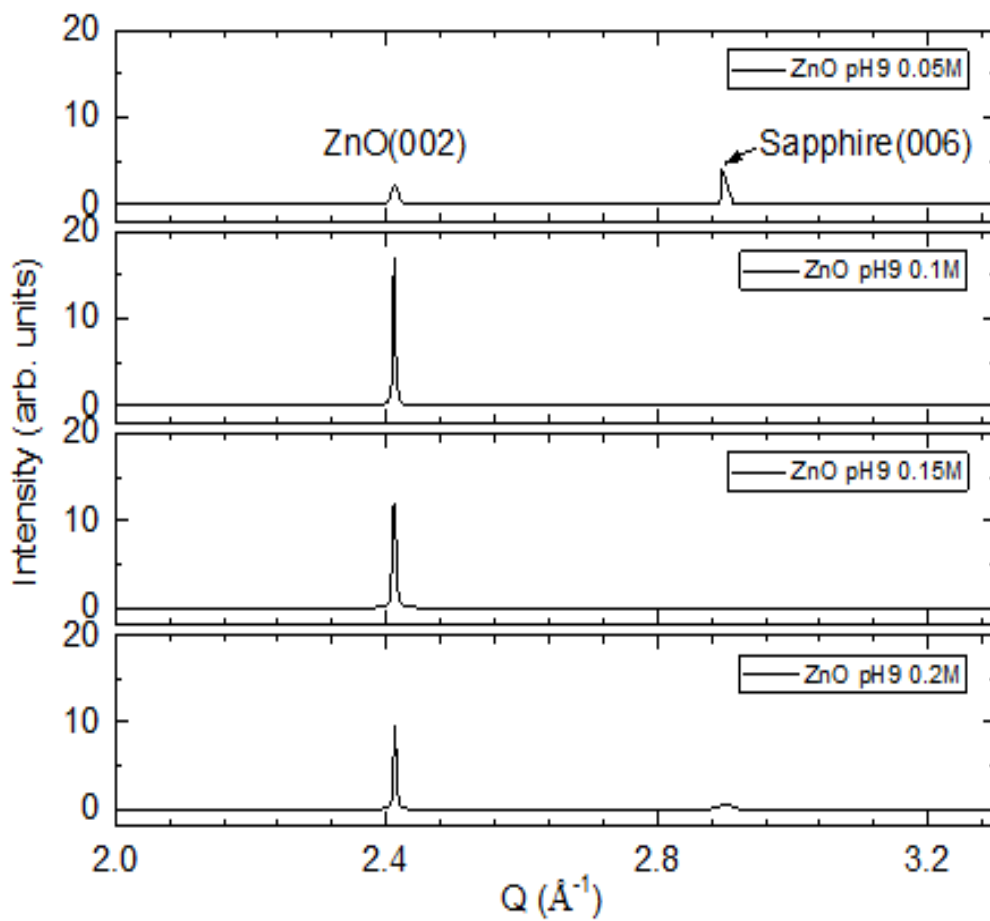 20
ZnO pH9 0.05M
10
ZnO(002)
Sapphire(006)
0
20
ZnO pH9 0.1M
10
0
20
ZnO pH9 0.15M
10
0
20
ZnO pH9 0.2M
10
0
Intensity (arb. units)
2.0 2.4 2.8 3.2
Q (Å⁻¹)